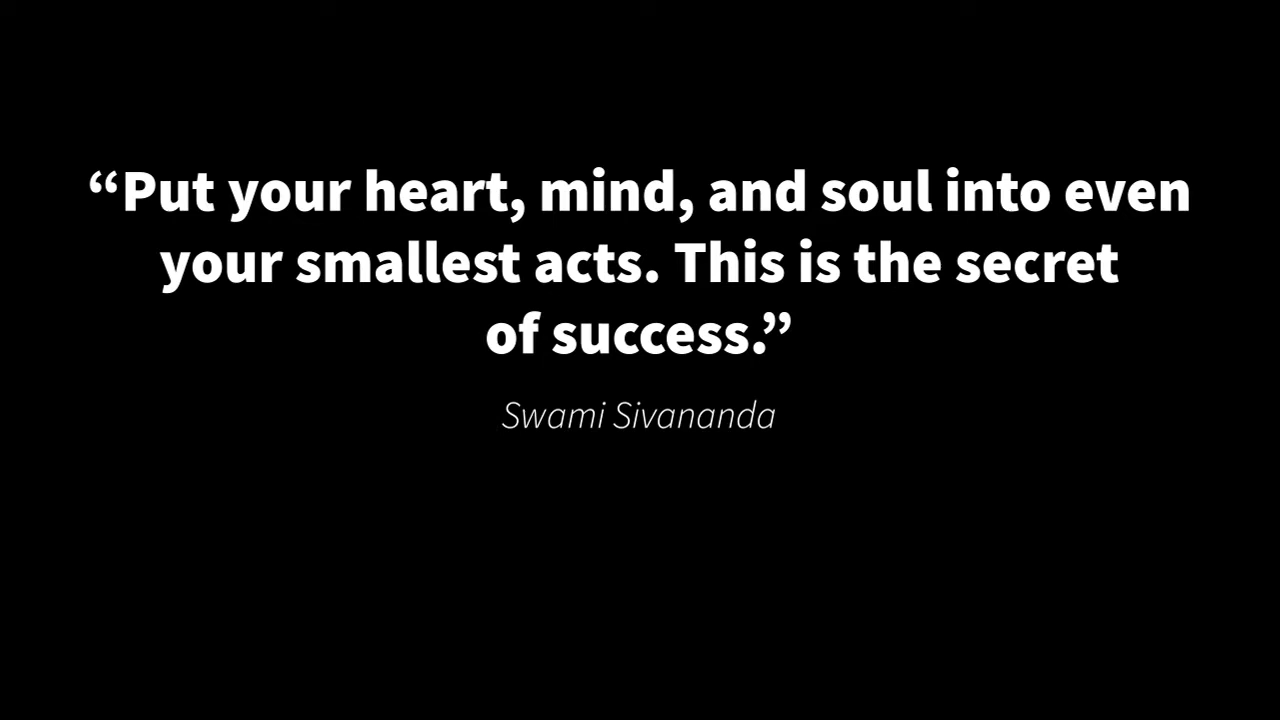 “Put your heart, mind, and soul into even
your smallest acts. This is the secret
of success.”
Swami Sivananda